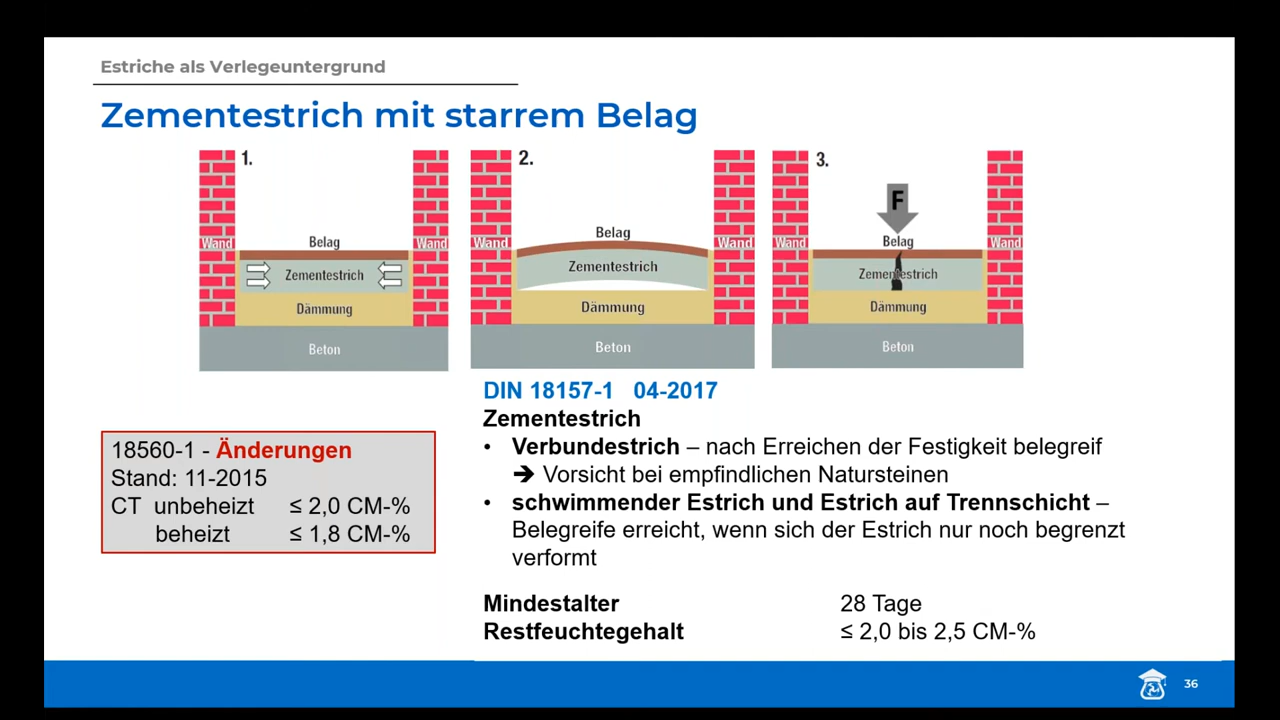 Estriche als Verlegeuntergrund
Zementestrich mit starrem Belag
1.
Wand
Belag
Wand
Zementestrich
Dämmung
Beton
2.
Wand
Belag
Wand
Zementestrich
Dämmung
Beton
3.
F
Wand
Belag
Wand
Zementestrich
Dämmung
Beton
18560-1 - Änderungen
Stand: 11-2015
CT unbeheizt ≤ 2,0 CM-%
beheizt ≤ 1,8 CM-%
DIN 18157-1 04-2017
Zementestrich
• Verbundestrich – nach Erreichen der Festigkeit belegreif
➔ Vorsicht bei empfindlichen Natursteinen
• schwimmender Estrich und Estrich auf Trennschicht –
Belegreife erreicht, wenn sich der Estrich nur noch begrenzt
verformt
Mindestalter 28 Tage
Restfeuchtegehalt ≤ 2,0 bis 2,5 CM-%
36